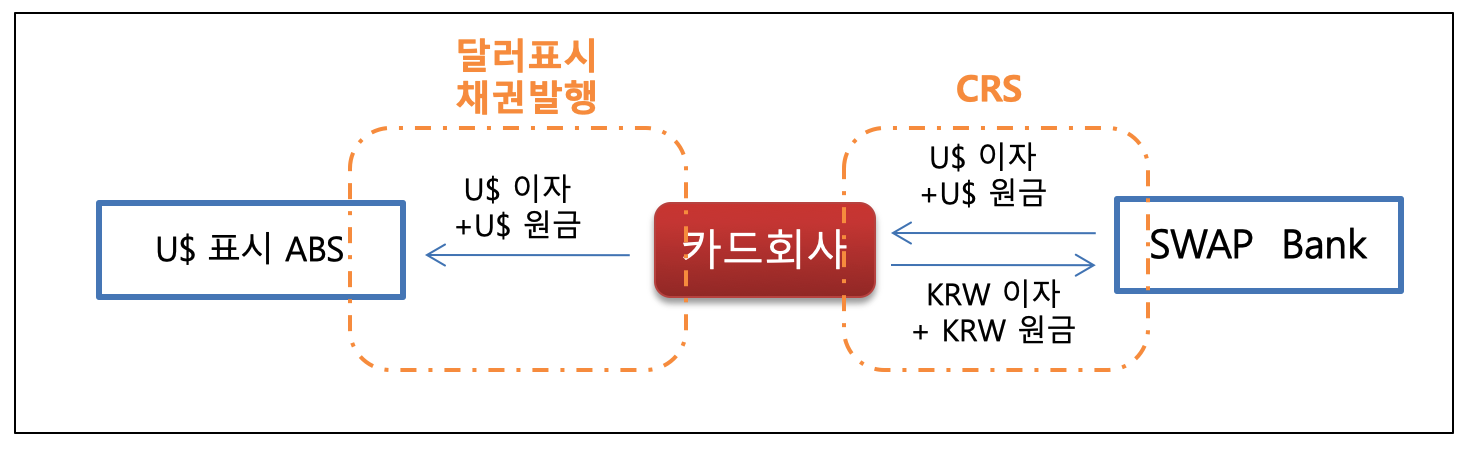 달러표시
채권발행
CRS
U$ 이자
+U$ 원금
U$ 이자
+U$ 원금
U$ 표시 ABS
카드회사
SWAP Bank
KRW 이자
+ KRW 원금